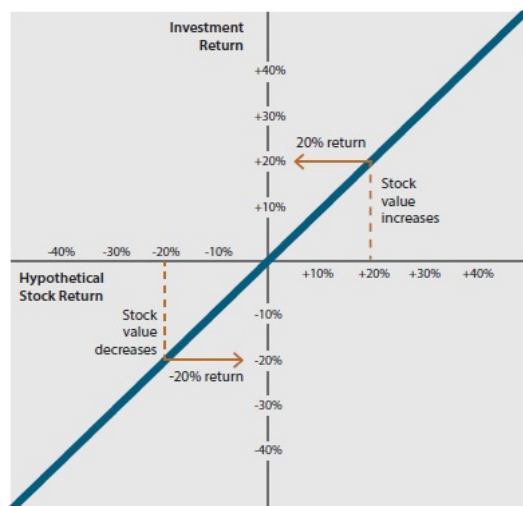 Investment
Return
+40%
+30%
20% return
+20%
Stock
value
increases
+10%
-40% -30% -20% -10%
+10% +20% +30% +40%
Hypothetical
Stock Return
Stock
value
decreases
-10%
-20%
-20% return
-30%
-40%